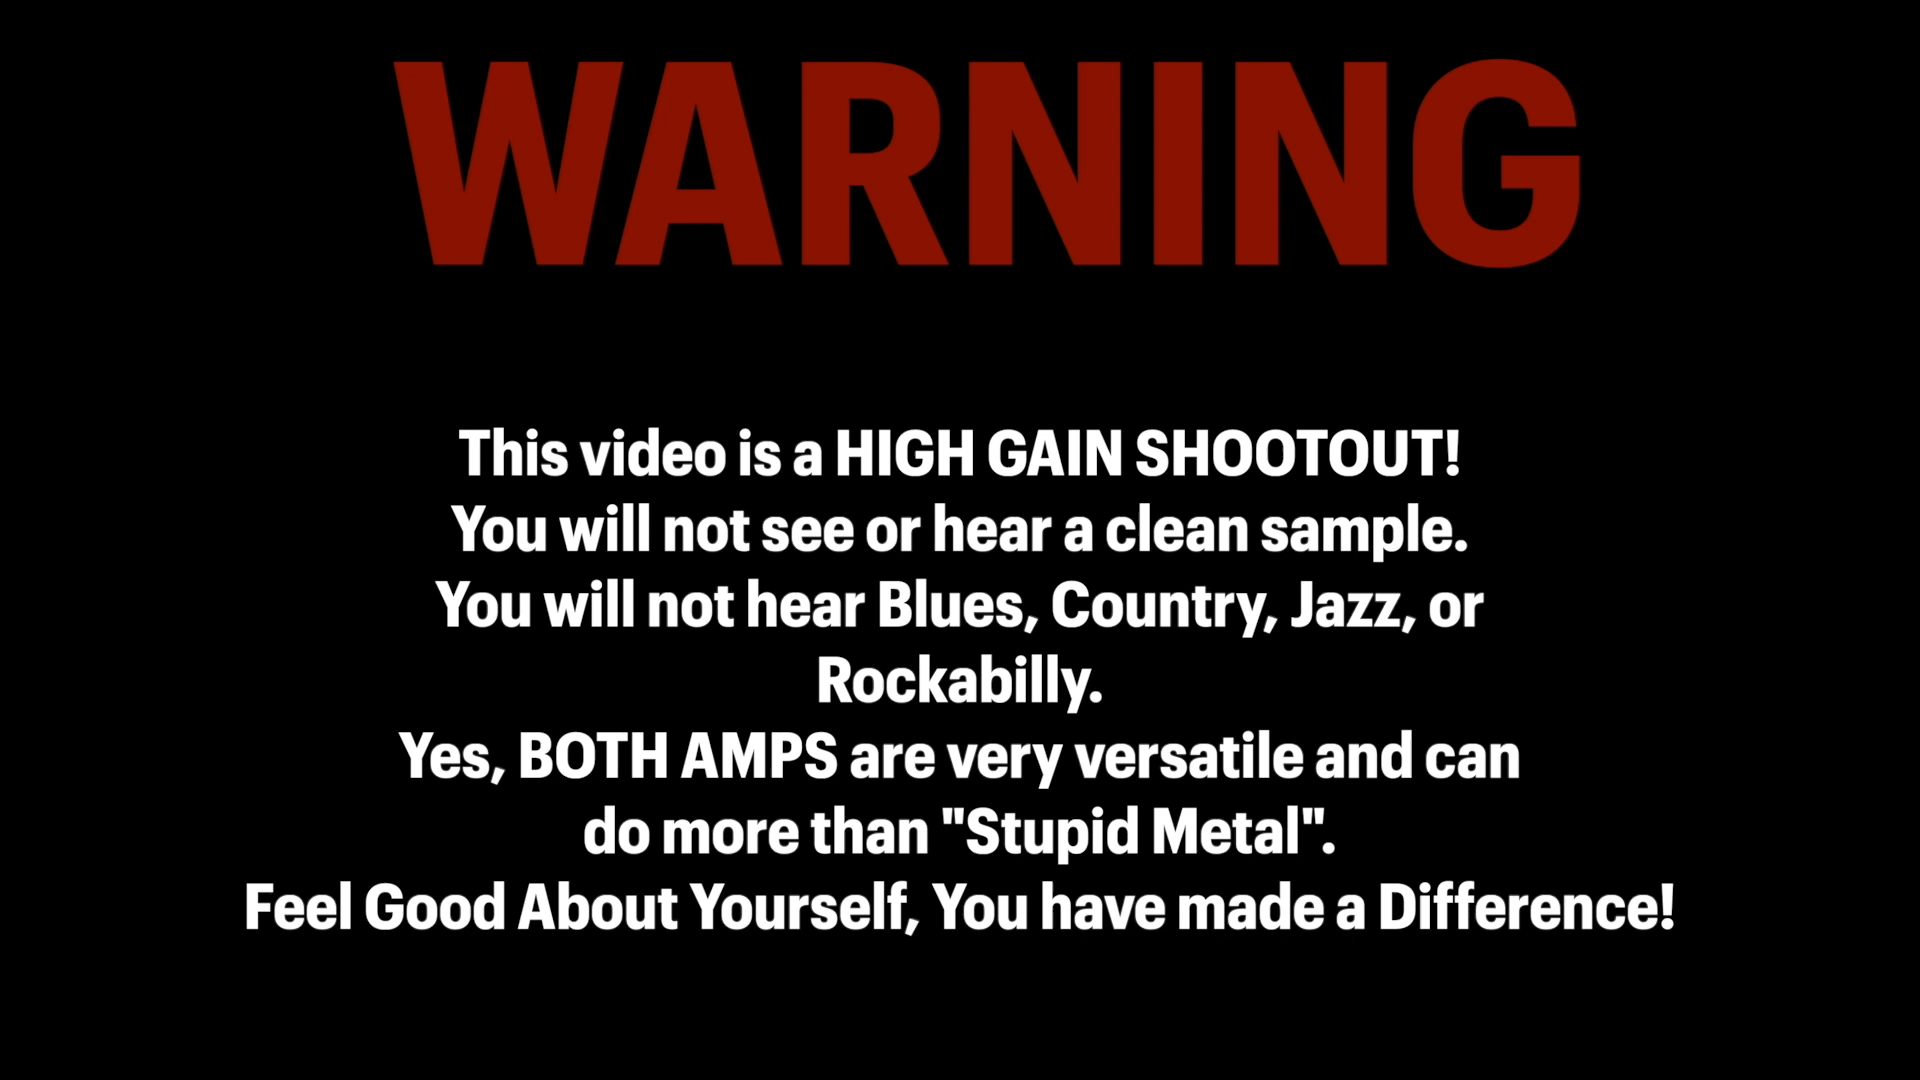 WARNING
This video is a HIGH GAIN SHOOTOUT!
You will not see or hear a clean sample.
You will not hear Blues, Country, Jazz, or
Rockabilly.
Yes, BOTH AMPS are very versatile and can
do more than "Stupid Metal".
Feel Good About Yourself, You have made a Difference!